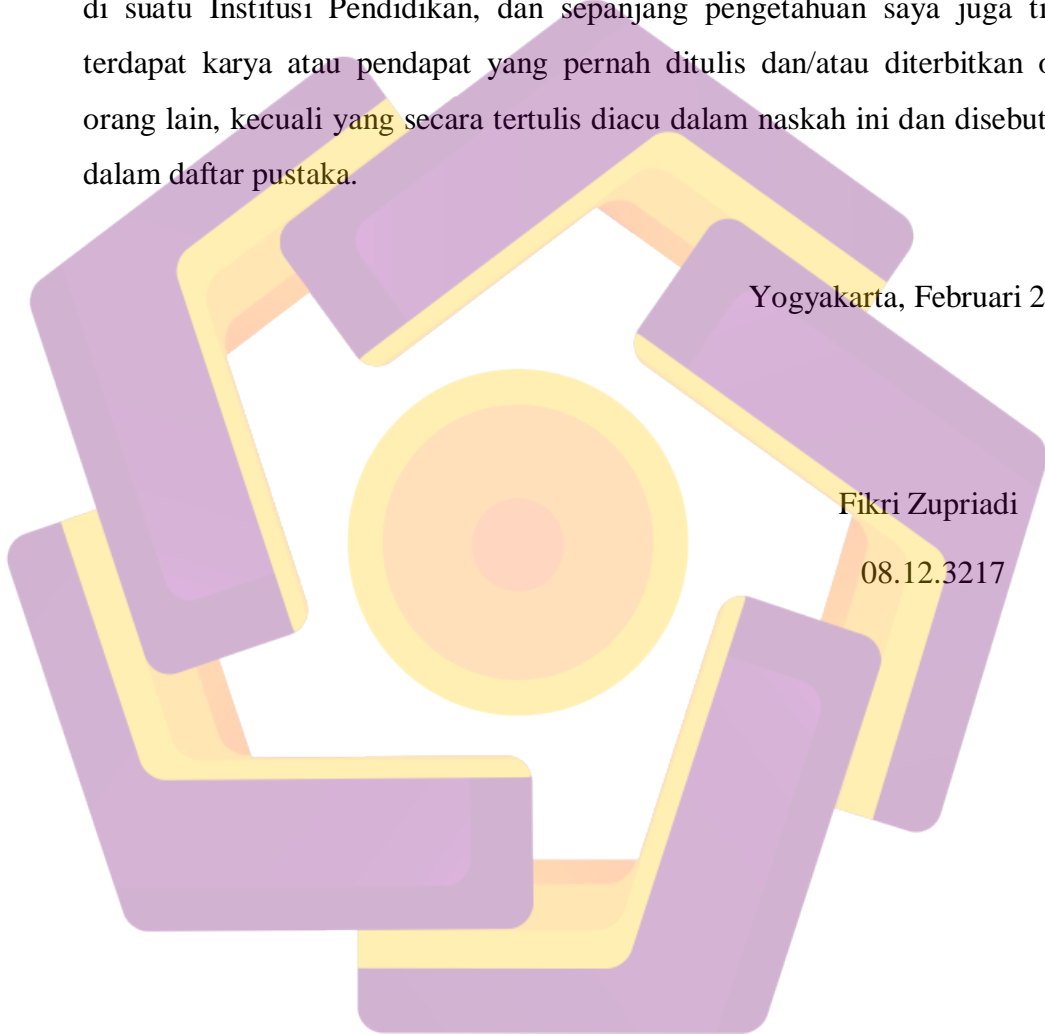 di suatu Institusi Pendidikan, dan sepanjang pengetahuan saya juga ti
terdapat karya atau pendapat yang pernah ditulis dan/atau diterbitkan o
orang lain, kecuali yang secara tertulis diacu dalam naskah ini dan disebut
dalam daftar pustaka.
Yogyakarta, Februari 2
Fikri Zupriadi
08.12.3217